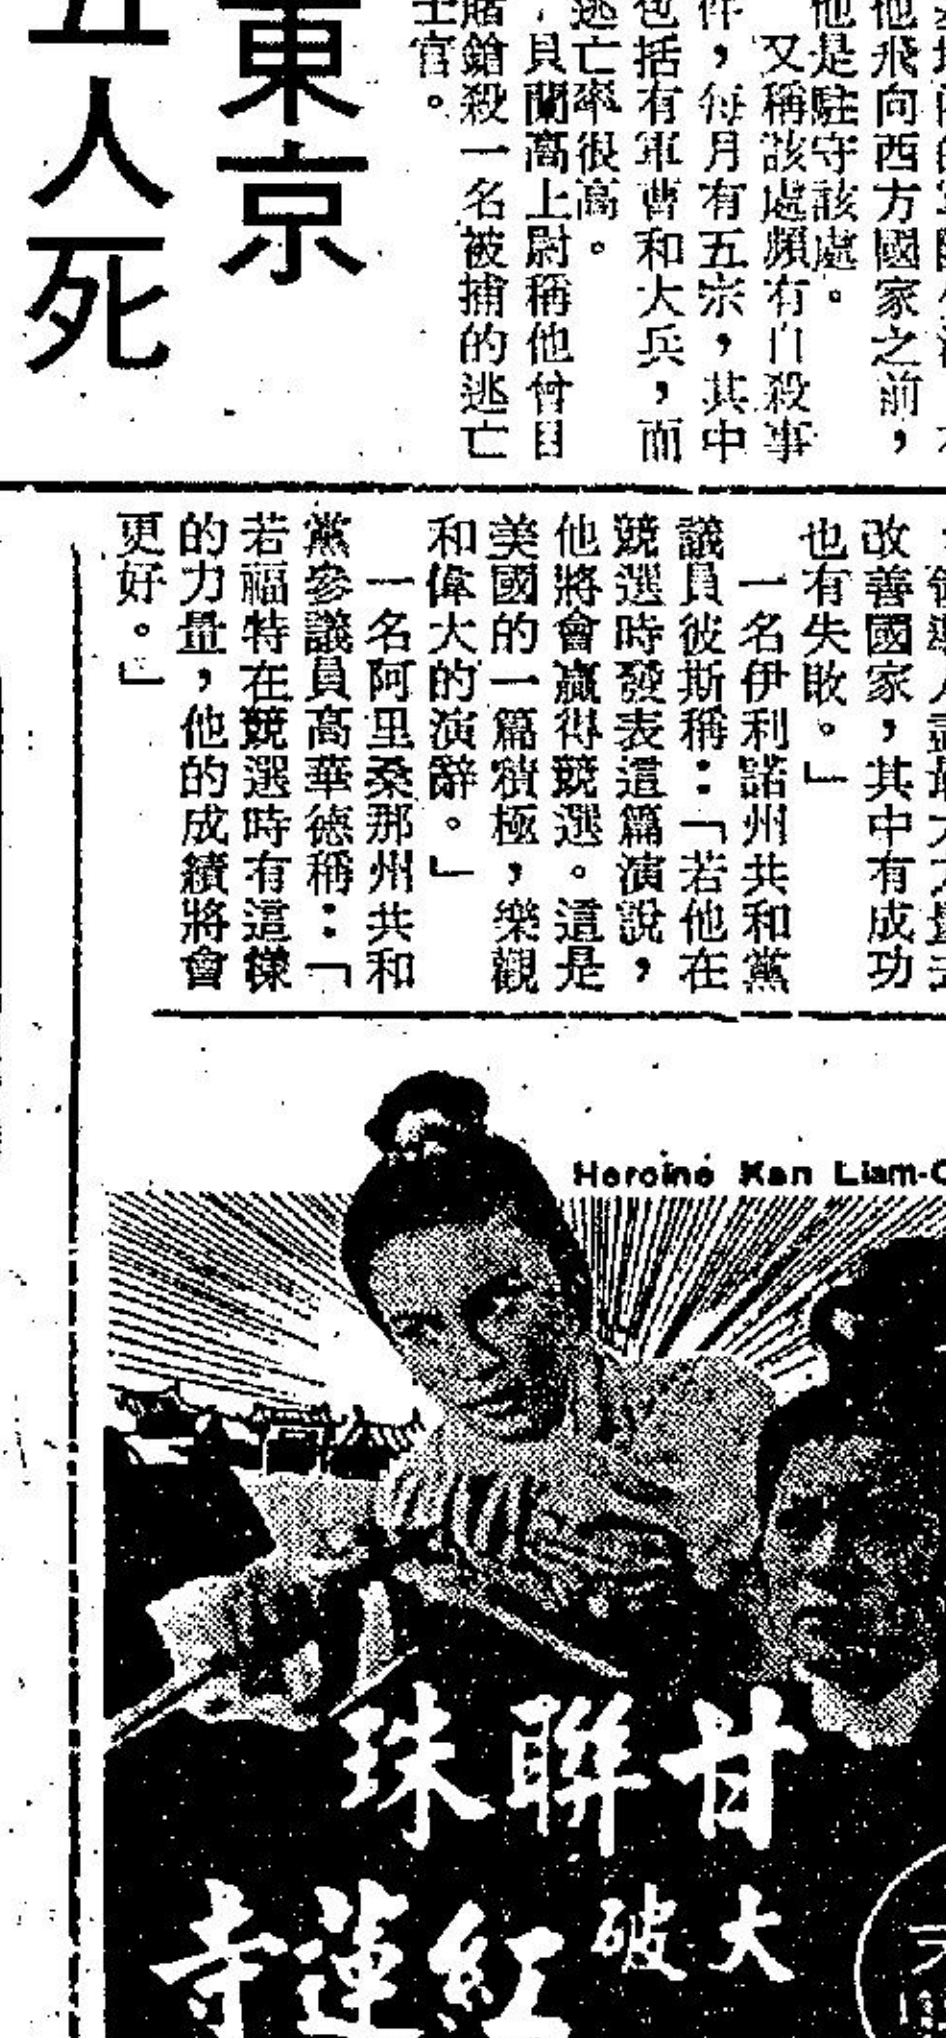 他飛向西方國家之前，
他是駐守該處。
又稱該處頻有自殺事
件，每月有五宗，其中
包括有軍曹和大兵，而
逃亡率很高。
貝蘭高上尉稱他曾目
賭鎗殺一名被捕的逃亡
士官。
東京
五人死
改善國家，其中有成功
也有失敗。」
一名伊利諾州共和黨
議員彼斯稱：「若他在
競選時發表這篇演說，
他將會贏得競選。這是
美國的一篇積極，樂觀
和偉大的演辭。」
一名阿里桑那州共和
黨參議員高華德稱：「
若福特在競選時有這樣
的力量，他的成績將會
更好。」
Heroine Kan Liam-
甘聯珠
大破
紅蓮寺